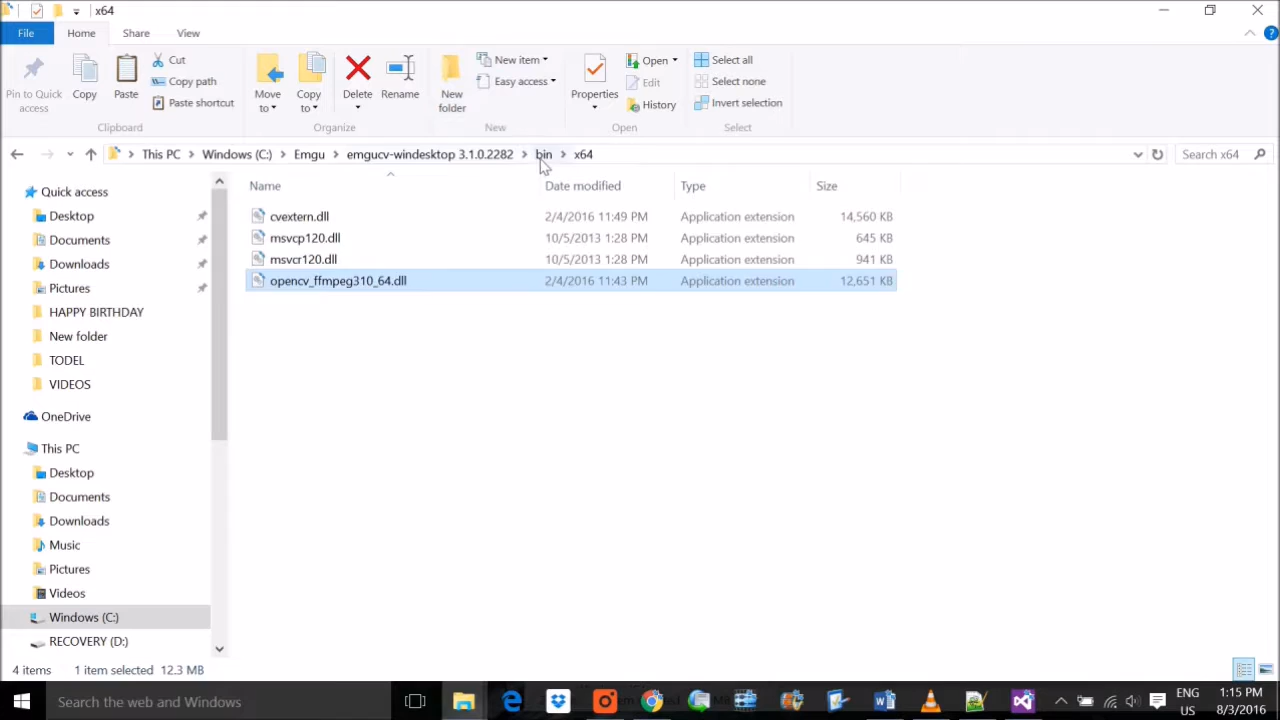 x64
File Home Share View
Pin to Quick access
Copy
Paste
Cut
Copy path
Paste shortcut
Clipboard
Move to
Copy to
Delete
Rename
Organize
New folder
New item
Easy access
New
Properties
Open
Edit
History
Open
Select all
Select none
Invert selection
Select
This PC Windows (C:) Emgu emgucv-windesktop 3.1.0.2282 bin x64
Search x64
Name Date modified Type Size
cvextern.dll 2/4/2016 11:49 PM Application extension 14,560 KB
msvcp120.dll 10/5/2013 1:28 PM Application extension 645 KB
msvcr120.dll 10/5/2013 1:28 PM Application extension 941 KB
opencv_ffmpeg310_64.dll 2/4/2016 11:43 PM Application extension 12,651 KB
Quick access
Desktop
Documents
Downloads
Pictures
HAPPY BIRTHDAY
New folder
TODEL
VIDEOS
OneDrive
This PC
Desktop
Documents
Downloads
Music
Pictures
Videos
Windows (C:)
RECOVERY (D:)
4 items 1 item selected 12.3 MB
Search the web and Windows
ENG
US
1:15 PM
8/3/2016